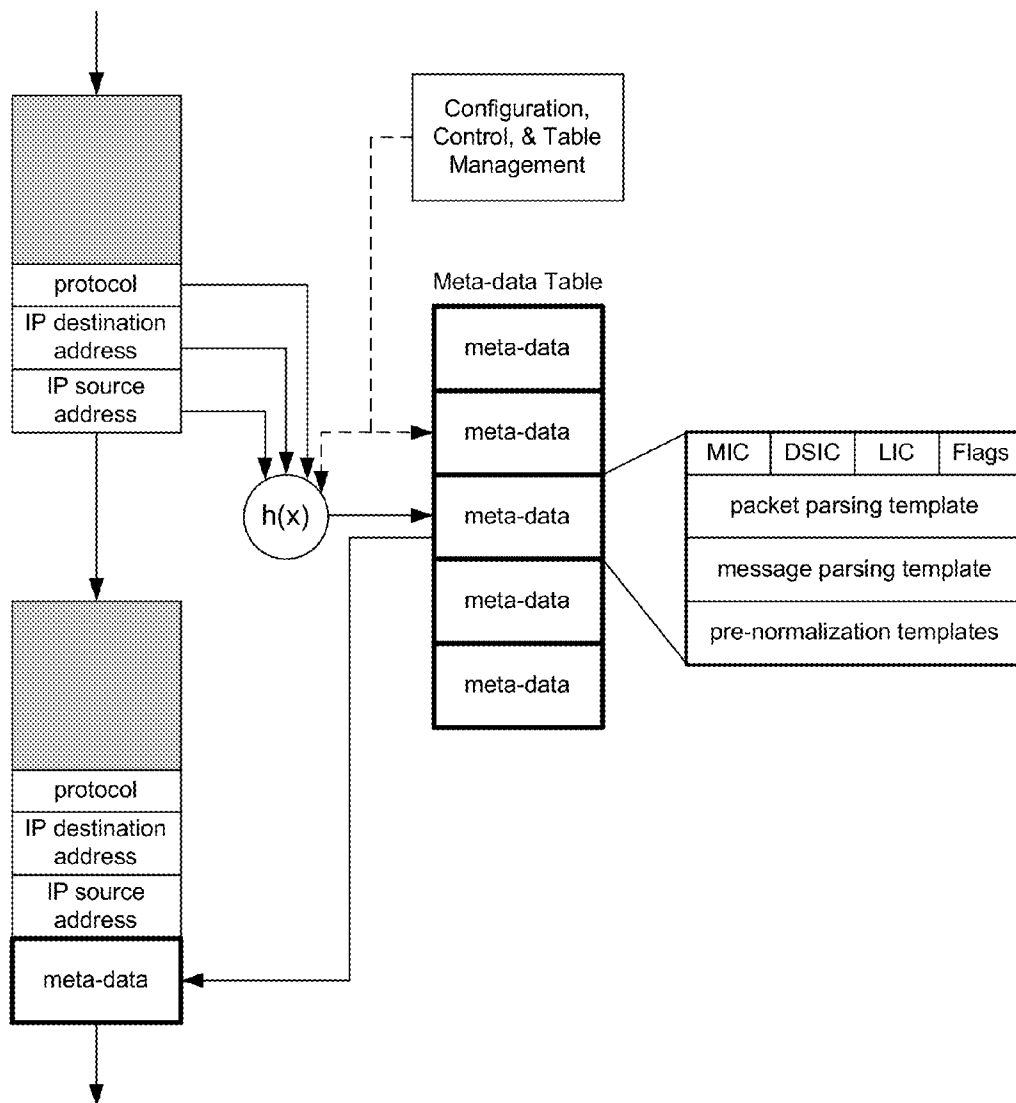 Configuration,
Control, & Table
Management
protocol
IP destination
address
IP source
address
h(x)
Meta-data Table
meta-data
meta-data
meta-data
meta-data
meta-data
MIC DSIC LIC Flags
packet parsing template
message parsing template
pre-normalization templates
protocol
IP destination
address
IP source
address
meta-data